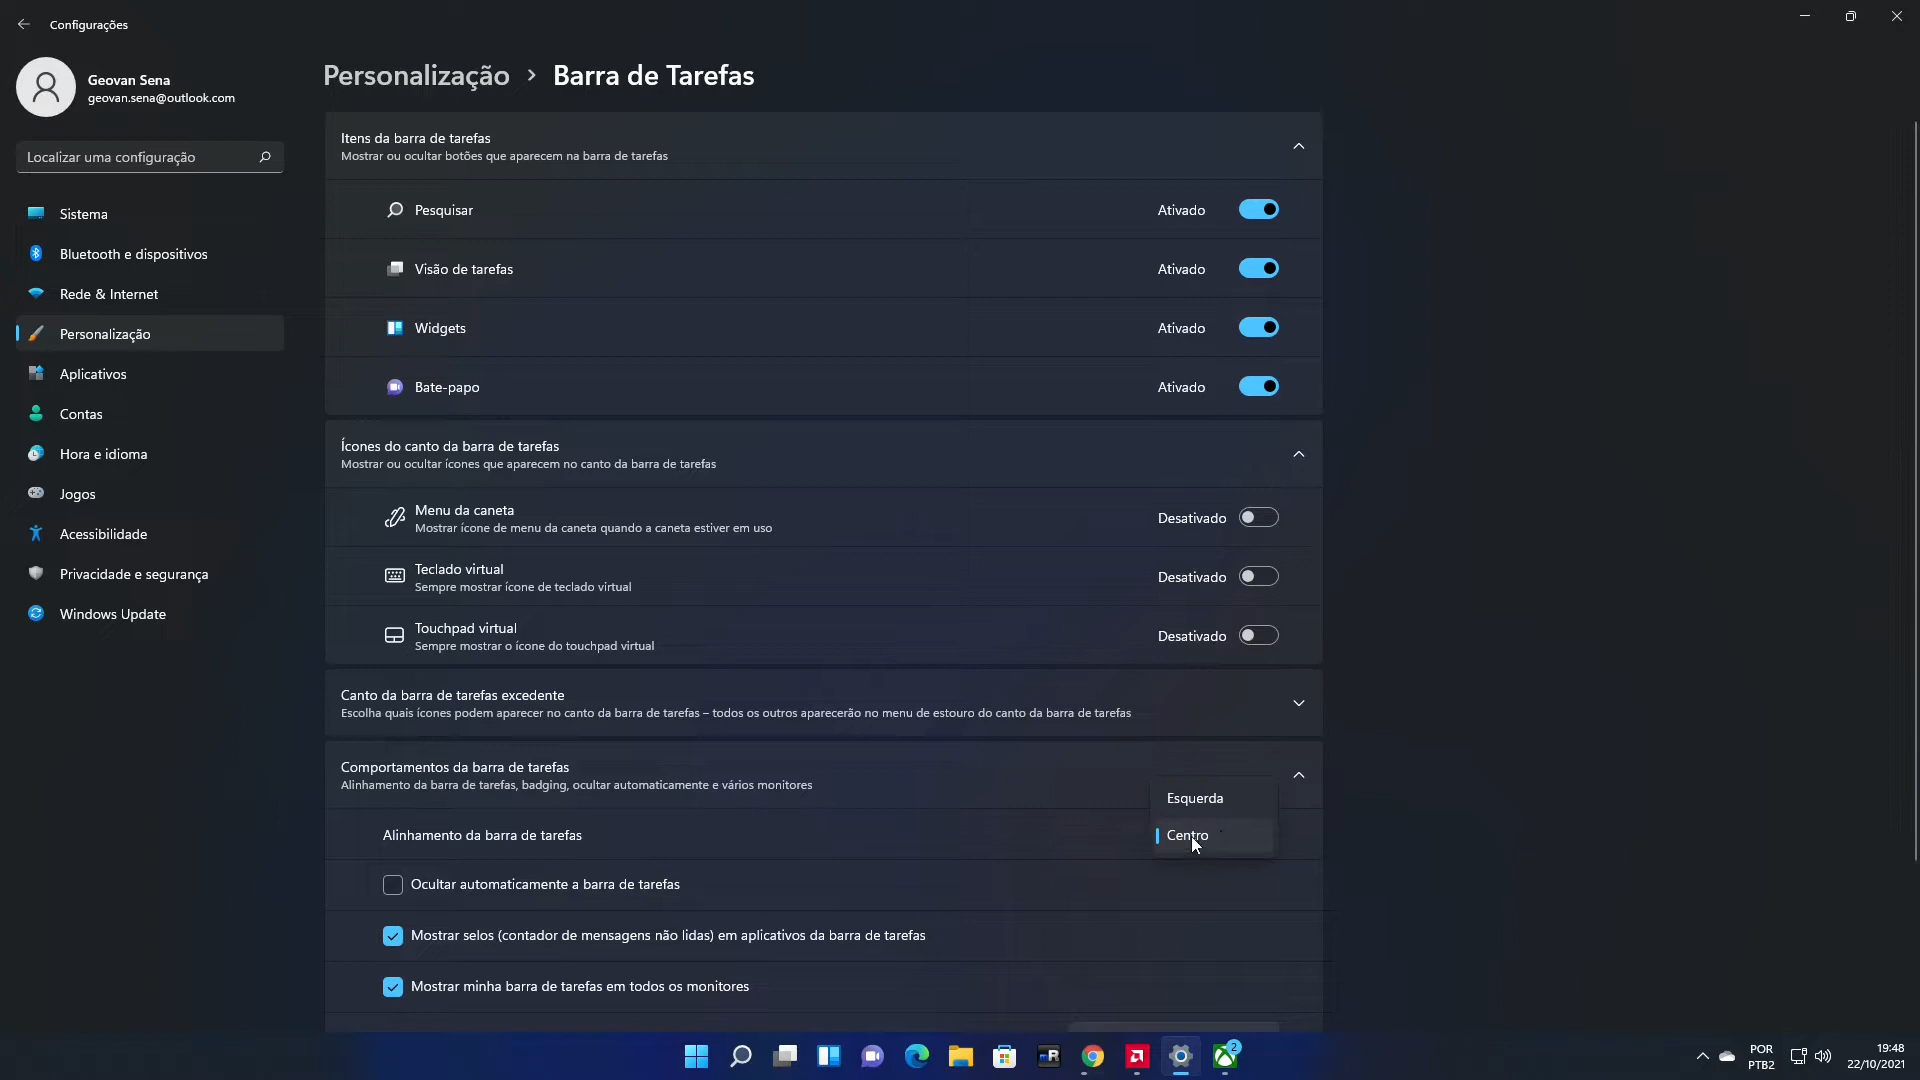 Configurações
Geovan Sena
geovan.sena@outlook.com
Localizar uma configuração
Sistema
Bluetooth e dispositivos
Rede & Internet
Personalização
Aplicativos
Contas
Hora e idioma
Jogos
Acessibilidade
Privacidade e segurança
Windows Update
Personalização > Barra de Tarefas
Itens da barra de tarefas
Mostrar ou ocultar botões que aparecem na barra de tarefas
Pesquisar Ativado
Visão de tarefas Ativado
Widgets Ativado
Bate-papo Ativado
Ícones do canto da barra de tarefas
Mostrar ou ocultar ícones que aparecem no canto da barra de tarefas
Menu da caneta
Mostrar ícone de menu da caneta quando a caneta estiver em uso
Desativado
Teclado virtual
Sempre mostrar ícone de teclado virtual
Desativado
Touchpad virtual
Sempre mostrar o ícone do touchpad virtual
Desativado
Canto da barra de tarefas excedente
Escolha quais ícones podem aparecer no canto da barra de tarefas – todos os outros aparecerão no menu de estouro do canto da barra de tarefas
Comportamentos da barra de tarefas
Alinhamento da barra de tarefas, badging, ocultar automaticamente e vários monitores
Esquerda
Alinhamento da barra de tarefas Centro
Ocultar automaticamente a barra de tarefas
Mostrar selos (contador de mensagens não lidas) em aplicativos da barra de tarefas
Mostrar minha barra de tarefas em todos os monitores
2
POR
PTB2
19:48
22/10/2021